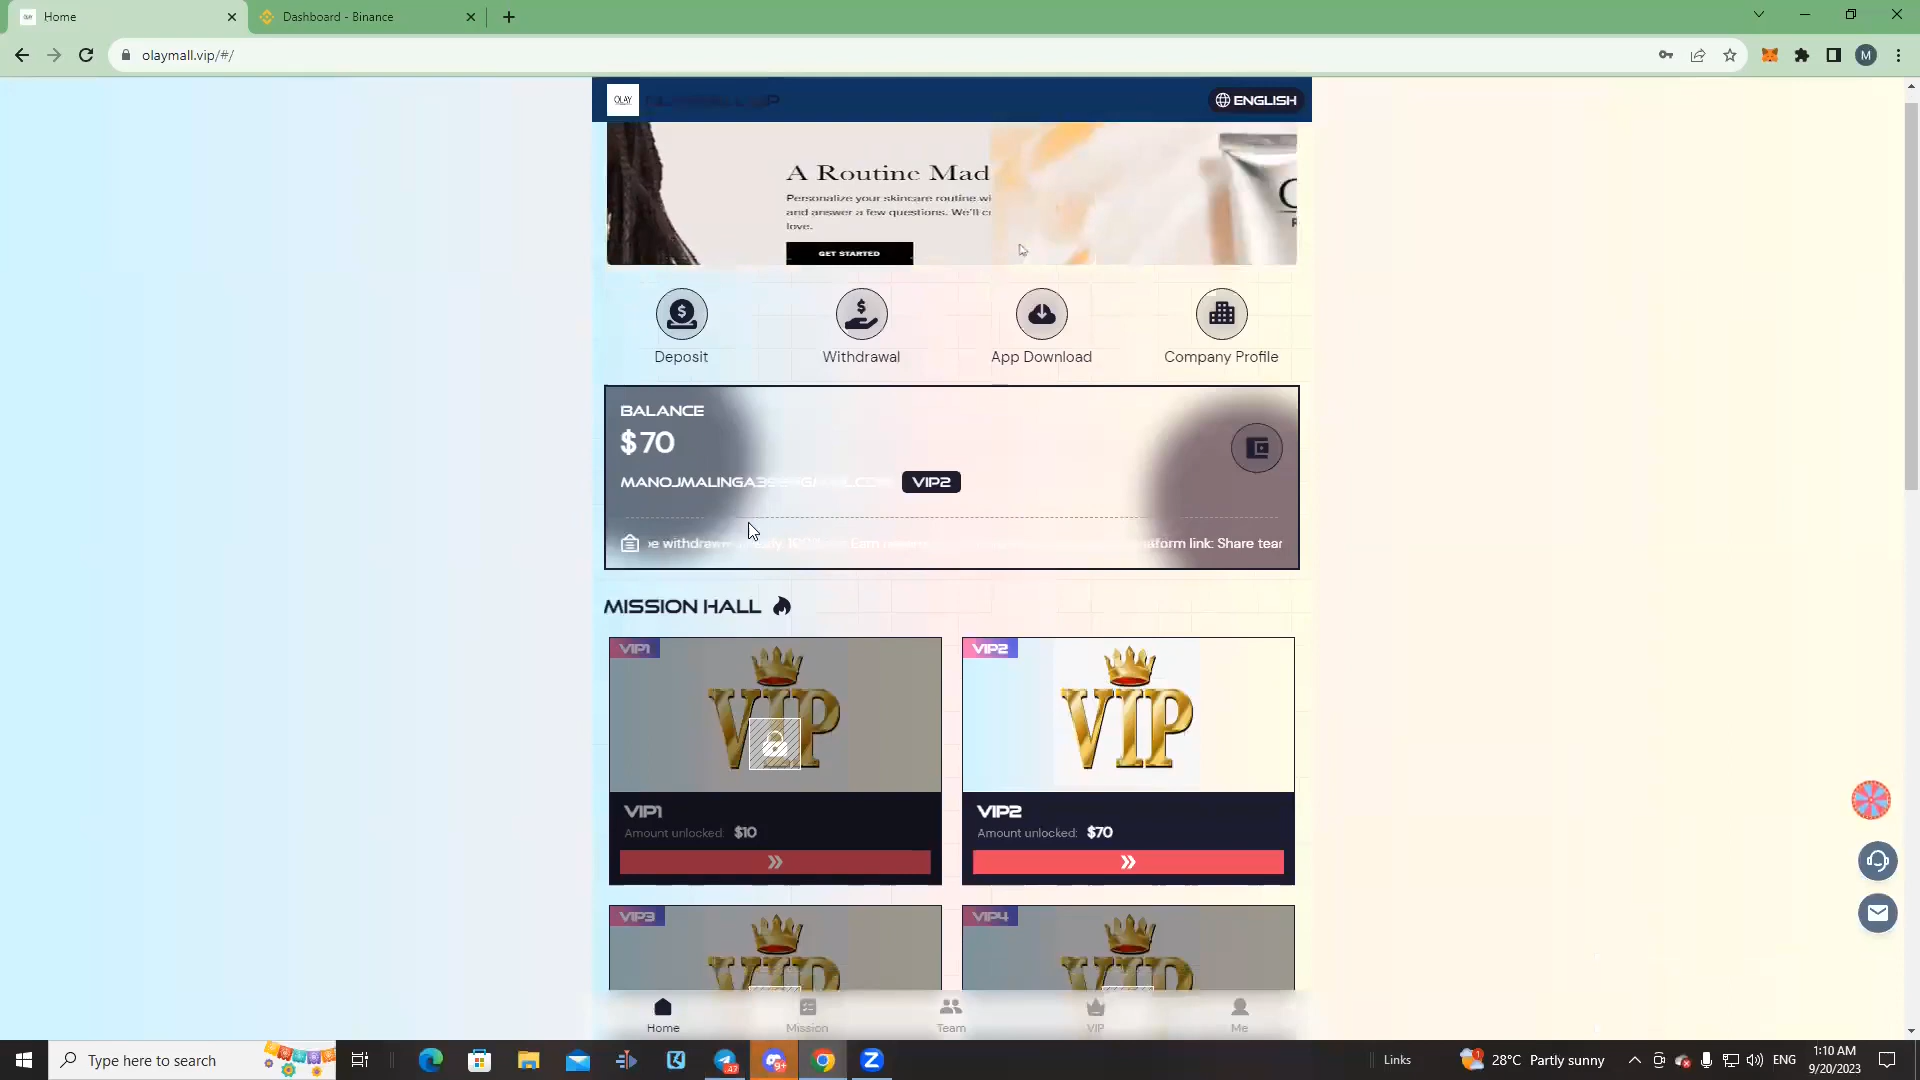 Home
Dashboard - Binance
olaymall.vip/#/
M
OLAY
ENGLISH
A Routine Mad
Personalize your skincare routine wi
and answer a few questions. We'll c
love.
GET STARTED
Deposit
Withdrawal
App Download
Company Profile
BALANCE
$70
VIP2
link: Share tear
MISSION HALL
VIP1
VIP
VIP1
Amount unlocked: $10
VIP2
VIP
VIP2
Amount unlocked: $70
VIP3
VIP
VIP4
VIP
Home
Mission
Team
VIP
Me
Type here to search
Links
28°C Partly sunny
ENG
1:10 AM
9/20/2023